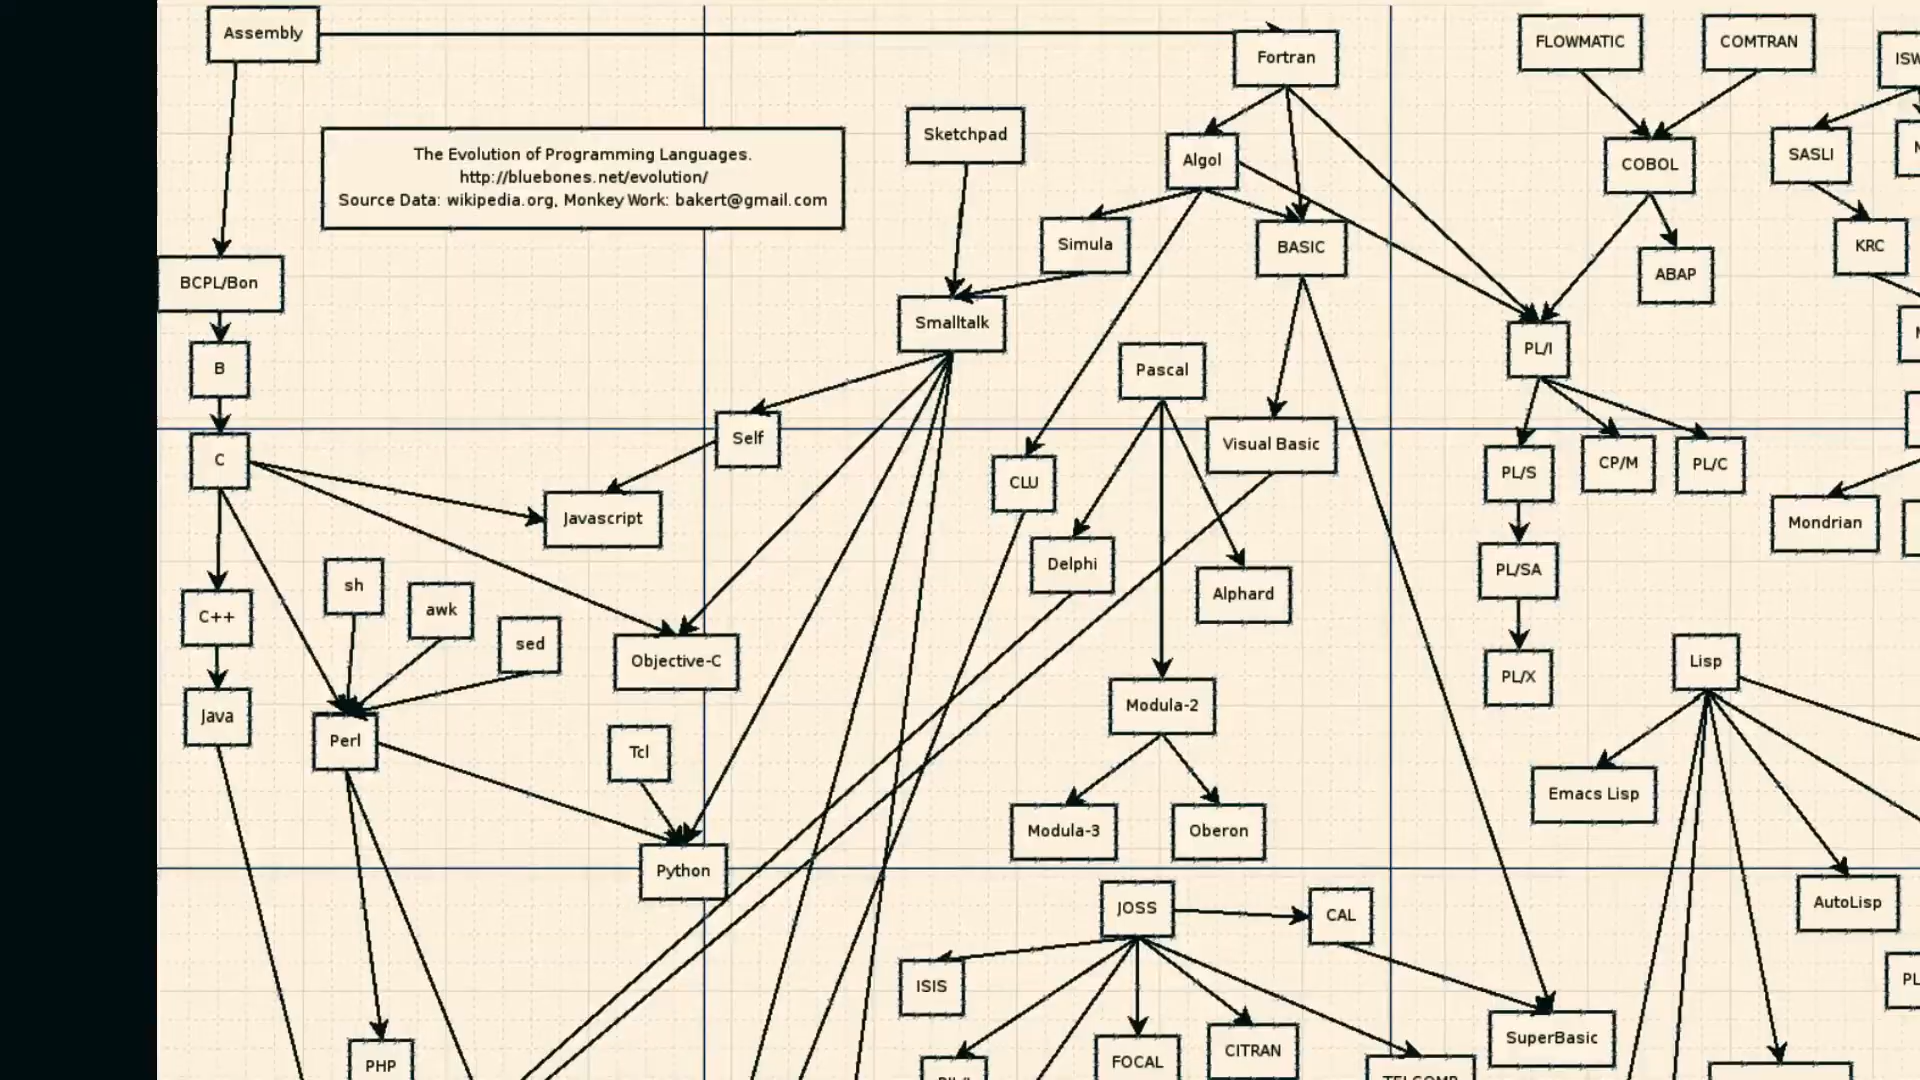 Assembly
Fortran
FLOWMATIC
COMTRAN
The Evolution of Programming Languages.
http://bluebones.net/evolution/
Source Data: wikipedia.org, Monkey Work: bakert@gmail.com
Sketchpad
Algol
COBOL
SASLI
Simula
BASIC
KRC
ABAP
BCPL/Bon
Smalltalk
PL/I
B
Pascal
Self
Visual Basic
C
CLU
PL/S
CP/M
PL/C
Javascript
Mondrian
Delphi
PL/SA
sh
awk
Alphard
C++
sed
Objective-C
Lisp
PL/X
Java
Modula-2
Perl
Tcl
Emacs Lisp
Modula-3
Oberon
Python
AutoLisp
JOSS
CAL
ISIS
SuperBasic
PHP
FOCAL
CITRAN